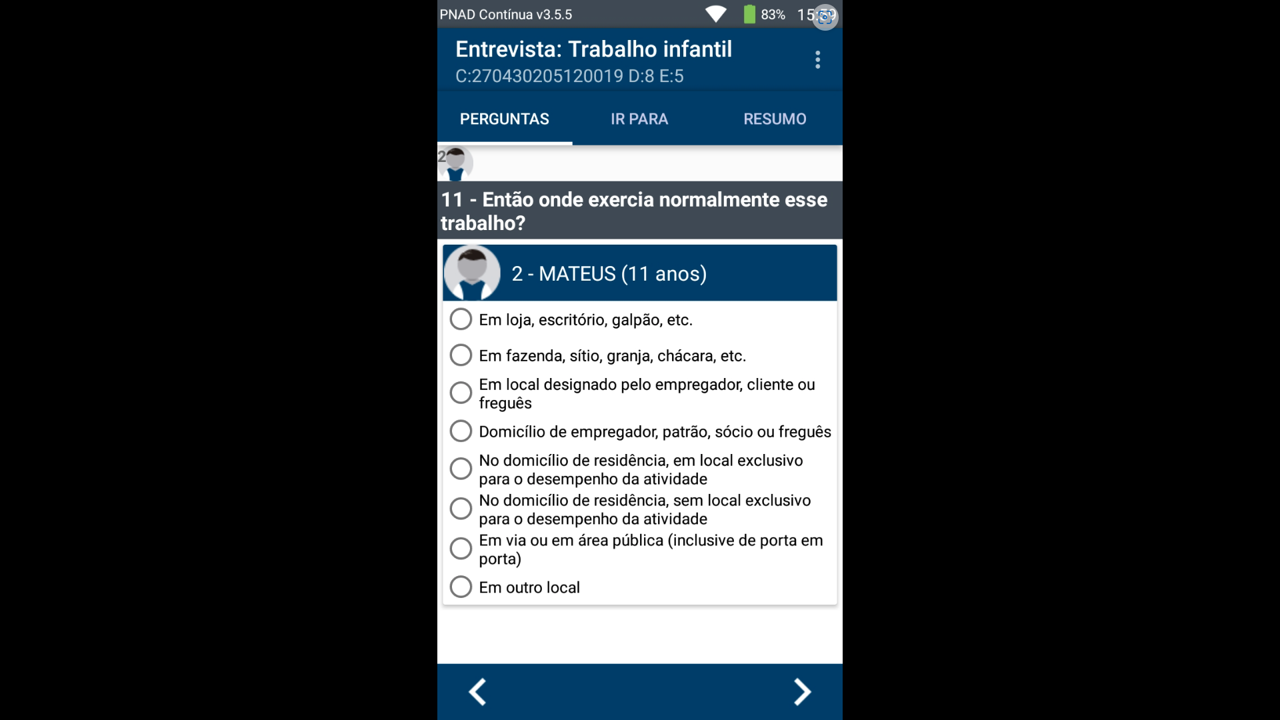 PNAD Contínua v3.5.5
83%
Entrevista: Trabalho infantil
C:270430205120019 D:8 E:5
PERGUNTAS
IR PARA
RESUMO
2
11 - Então onde exercia normalmente esse
trabalho?
2 - MATEUS (11 anos)
Em loja, escritório, galpão, etc.
Em fazenda, sítio, granja, chácara, etc.
Em local designado pelo empregador, cliente ou
freguês
Domicílio de empregador, patrão, sócio ou freguês
No domicílio de residência, em local exclusivo
para o desempenho da atividade
No domicílio de residência, sem local exclusivo
para o desempenho da atividade
Em via ou em área pública (inclusive de porta em
porta)
Em outro local